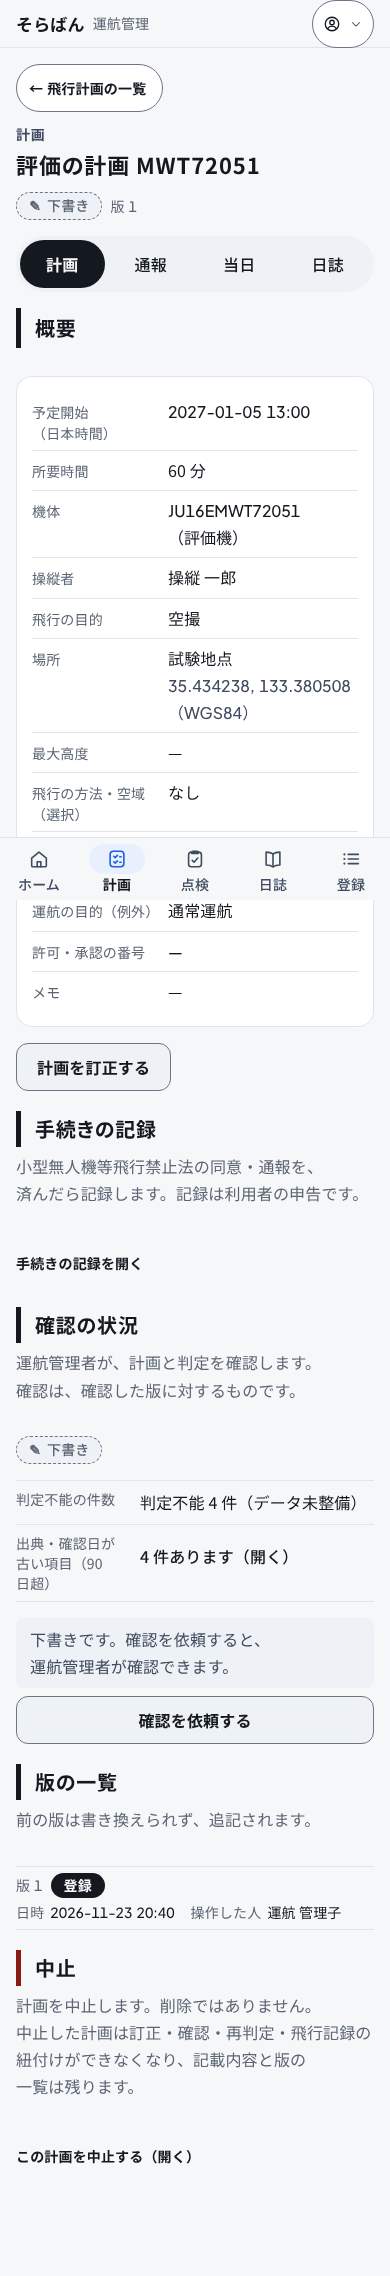 そらばん 運航管理
← 飛行計画の一覧
計画
評価の計画 MWT72051
✎ 下書き 版 1
計画 通報 当日 日誌
概要
予定開始
（日本時間） 2027-01-05 13:00
所要時間 60 分
機体 JU16EMWT72051
（評価機）
操縦者 操縦 一郎
飛行の目的 空撮
場所 試験地点
35.434238, 133.380508
（WGS84）
最大高度 —
飛行の方法・空域
（選択） なし
ホーム 計画 点検 日誌 登録
運航の目的（例外） 通常運航
許可・承認の番号 —
メモ —
計画を訂正する
手続きの記録
小型無人機等飛行禁止法の同意・通報を、
済んだら記録します。記録は利用者の申告です。
手続きの記録を開く
確認の状況
運航管理者が、計画と判定を確認します。
確認は、確認した版に対するものです。
✎ 下書き
判定不能の件数 判定不能 4 件（データ未整備）
出典・確認日が
古い項目（90
日超） 4 件あります（開く）
下書きです。確認を依頼すると、
運航管理者が確認できます。
確認を依頼する
版の一覧
前の版は書き換えられず、追記されます。
版 1 登録
日時 2026-11-23 20:40 操作した人 運航 管理子
中止
計画を中止します。削除ではありません。
中止した計画は訂正・確認・再判定・飛行記録の
紐付けができなくなり、記載内容と版の
一覧は残ります。
この計画を中止する（開く）